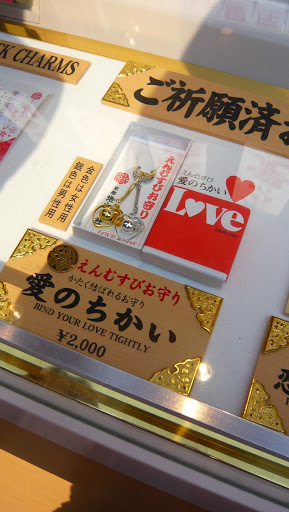 CK CHARMS
ご祈願済お
金色は女性用
銀色は男性用
えんむすびお守り
えんむすび
愛のちかい
Love
えんむすびお守り
かたく結ばれるお守り
愛のちかい
BIND YOUR LOVE TIGHTLY
¥2,000
恋